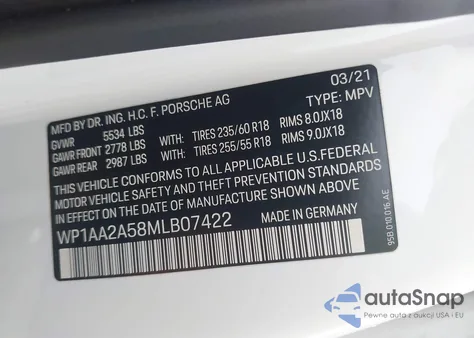 MFD BY DR. ING. H.C. F. PORSCHE AG 03/21
GVWR 5534 LBS TYPE: MPV
GAWR FRONT 2778 LBS WITH: TIRES 235/60 R18 RIMS 8.0JX18
GAWR REAR 2987 LBS WITH: TIRES 255/55 R18 RIMS 9.0JX18
THIS VEHICLE CONFORMS TO ALL APPLICABLE U.S.FEDERAL
MOTOR VEHICLE SAFETY AND THEFT PREVENTION STANDARDS
IN EFFECT ON THE DATE OF MANUFACTURE SHOWN ABOVE.
WP1AA2A58MLB07422
MADE IN GERMANY
95B.010.016.AE
autoSnap
Pewne auto z aukcji USA i EU